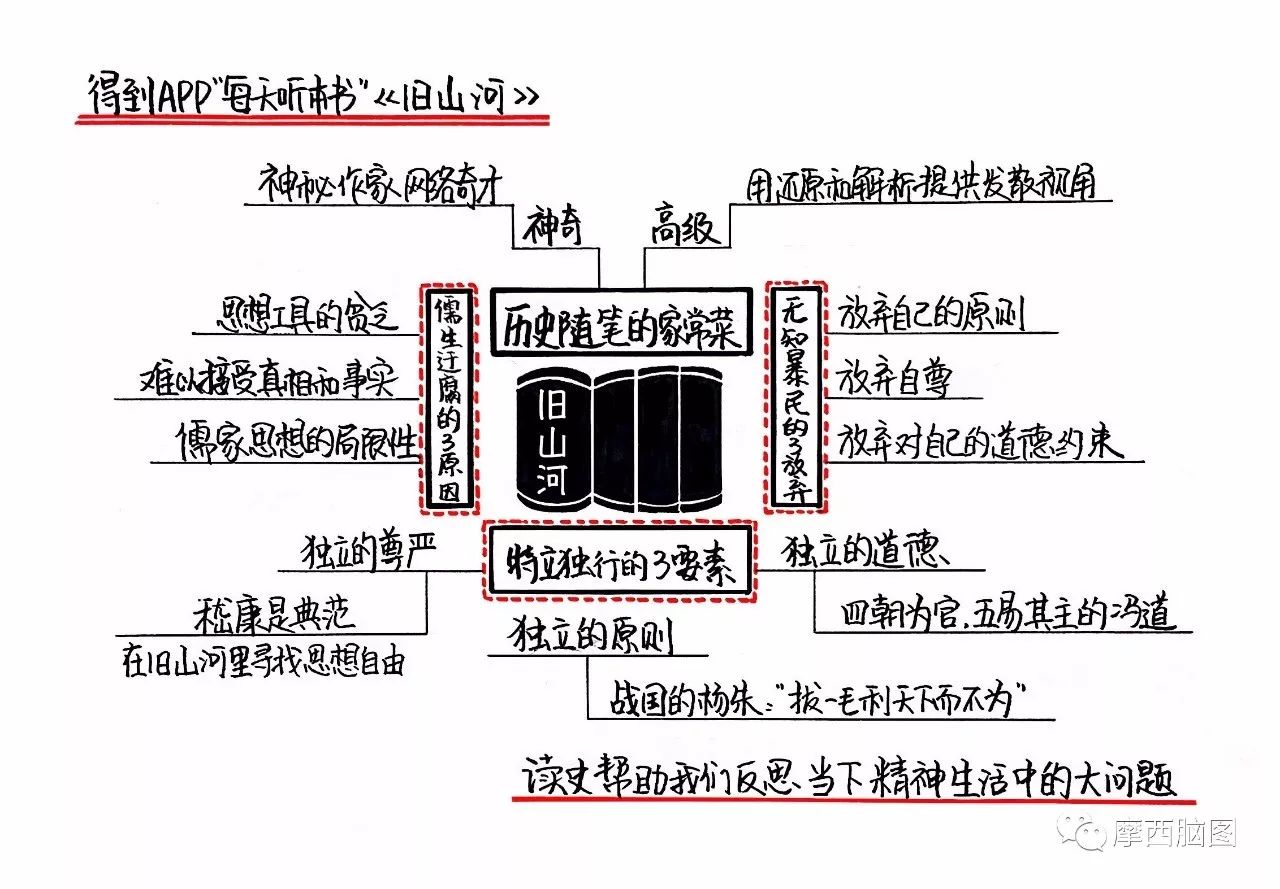 得到APP"每天听本书"《旧山河》
神秘作家 网络奇才
神奇
高级
用还原和解析提供发散视角
历史随笔的家常菜
旧山河
儒生迂腐的3原因
思想工具的贫乏
难以接受真相和事实
儒家思想的局限性
无知暴民的3放弃
放弃自己的原则
放弃自尊
放弃对自己的道德约束
特立独行的3要素
独立的尊严
嵇康是典范
在旧山河里寻找思想自由
独立的原则
战国的杨朱："拔一毛利天下而不为"
独立的道德
四朝为官,五易其主的冯道
读史帮助我们反思当下精神生活中的大问题
摩西脑图